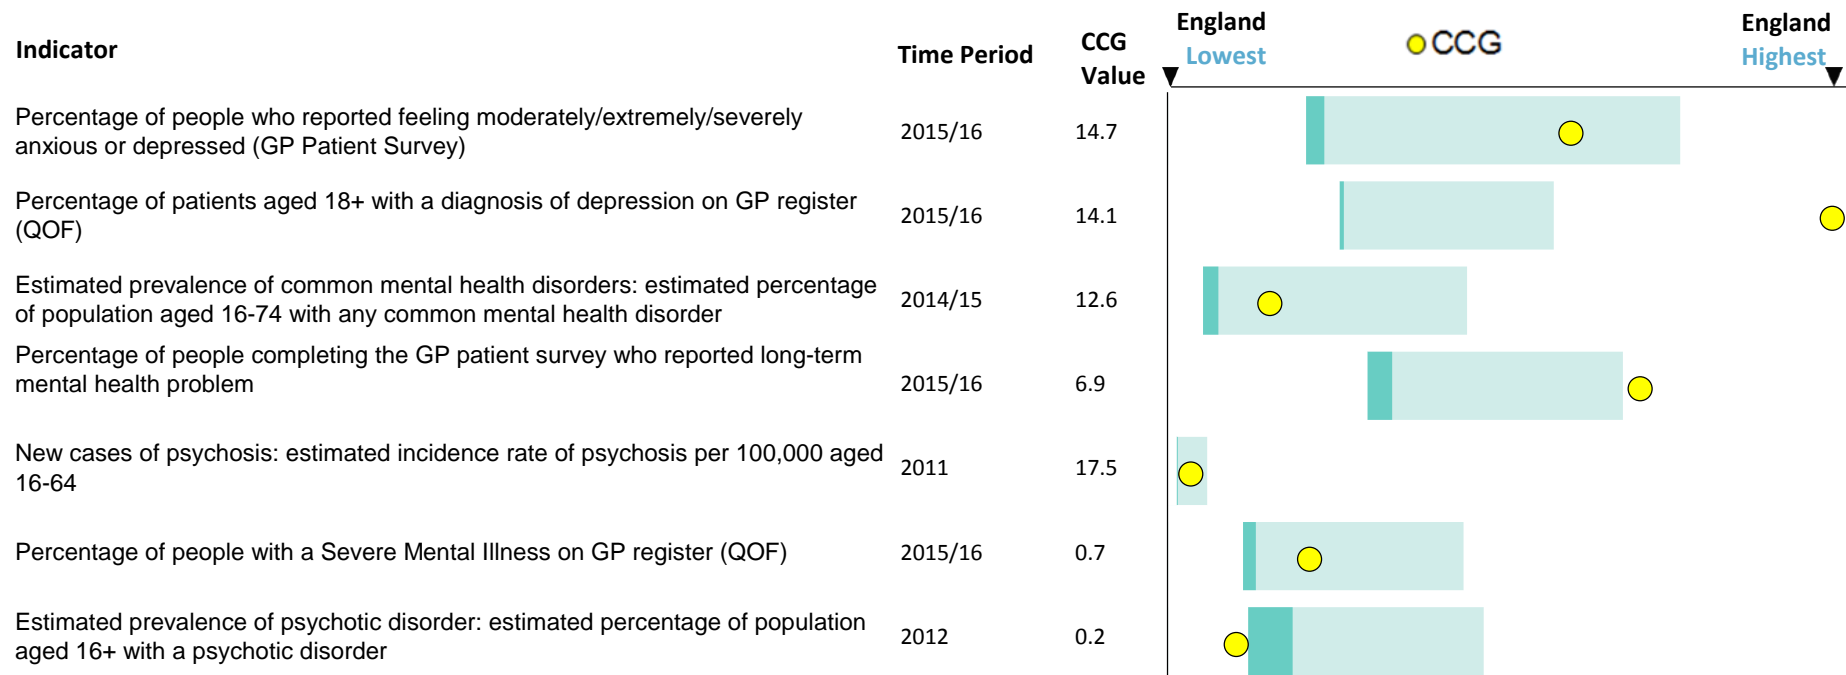 Indicator
Time Period
CCG
Value
England
Lowest
CCG
England
Highest
Percentage of people who reported feeling moderately/extremely/severely
anxious or depressed (GP Patient Survey)
2015/16
14.7
Percentage of patients aged 18+ with a diagnosis of depression on GP register
(QOF)
2015/16
14.1
Estimated prevalence of common mental health disorders: estimated percentage
of population aged 16-74 with any common mental health disorder
2014/15
12.6
Percentage of people completing the GP patient survey who reported long-term
mental health problem
2015/16
6.9
New cases of psychosis: estimated incidence rate of psychosis per 100,000 aged
16-64
2011
17.5
Percentage of people with a Severe Mental Illness on GP register (QOF)
2015/16
0.7
Estimated prevalence of psychotic disorder: estimated percentage of population
aged 16+ with a psychotic disorder
2012
0.2